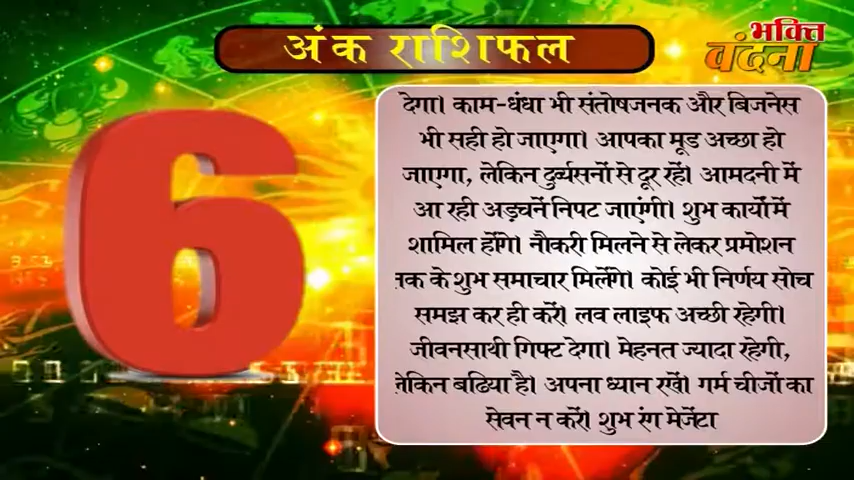 अंक राशिफल
भक्ति
वंदना
6
देगा। काम-धंधा भी संतोषजनक और बिजनेस
भी सही हो जाएगा। आपका मूड अच्छा हो
जाएगा, लेकिन दुर्व्यसनों से दूर रहें। आमदनी में
आ रही अड़चनें निपट जाएंगी। शुभ कार्यों में
शामिल होंगे। नौकरी मिलने से लेकर प्रमोशन
तक के शुभ समाचार मिलेंगे। कोई भी निर्णय सोच
समझ कर ही करें। लव लाइफ अच्छी रहेगी।
जीवनसाथी गिफ्ट देगा। मेहनत ज्यादा रहेगी,
लेकिन बढिया है। अपना ध्यान रखें। गर्म चीजों का
सेवन न करें। शुभ रंग मेजेंटा